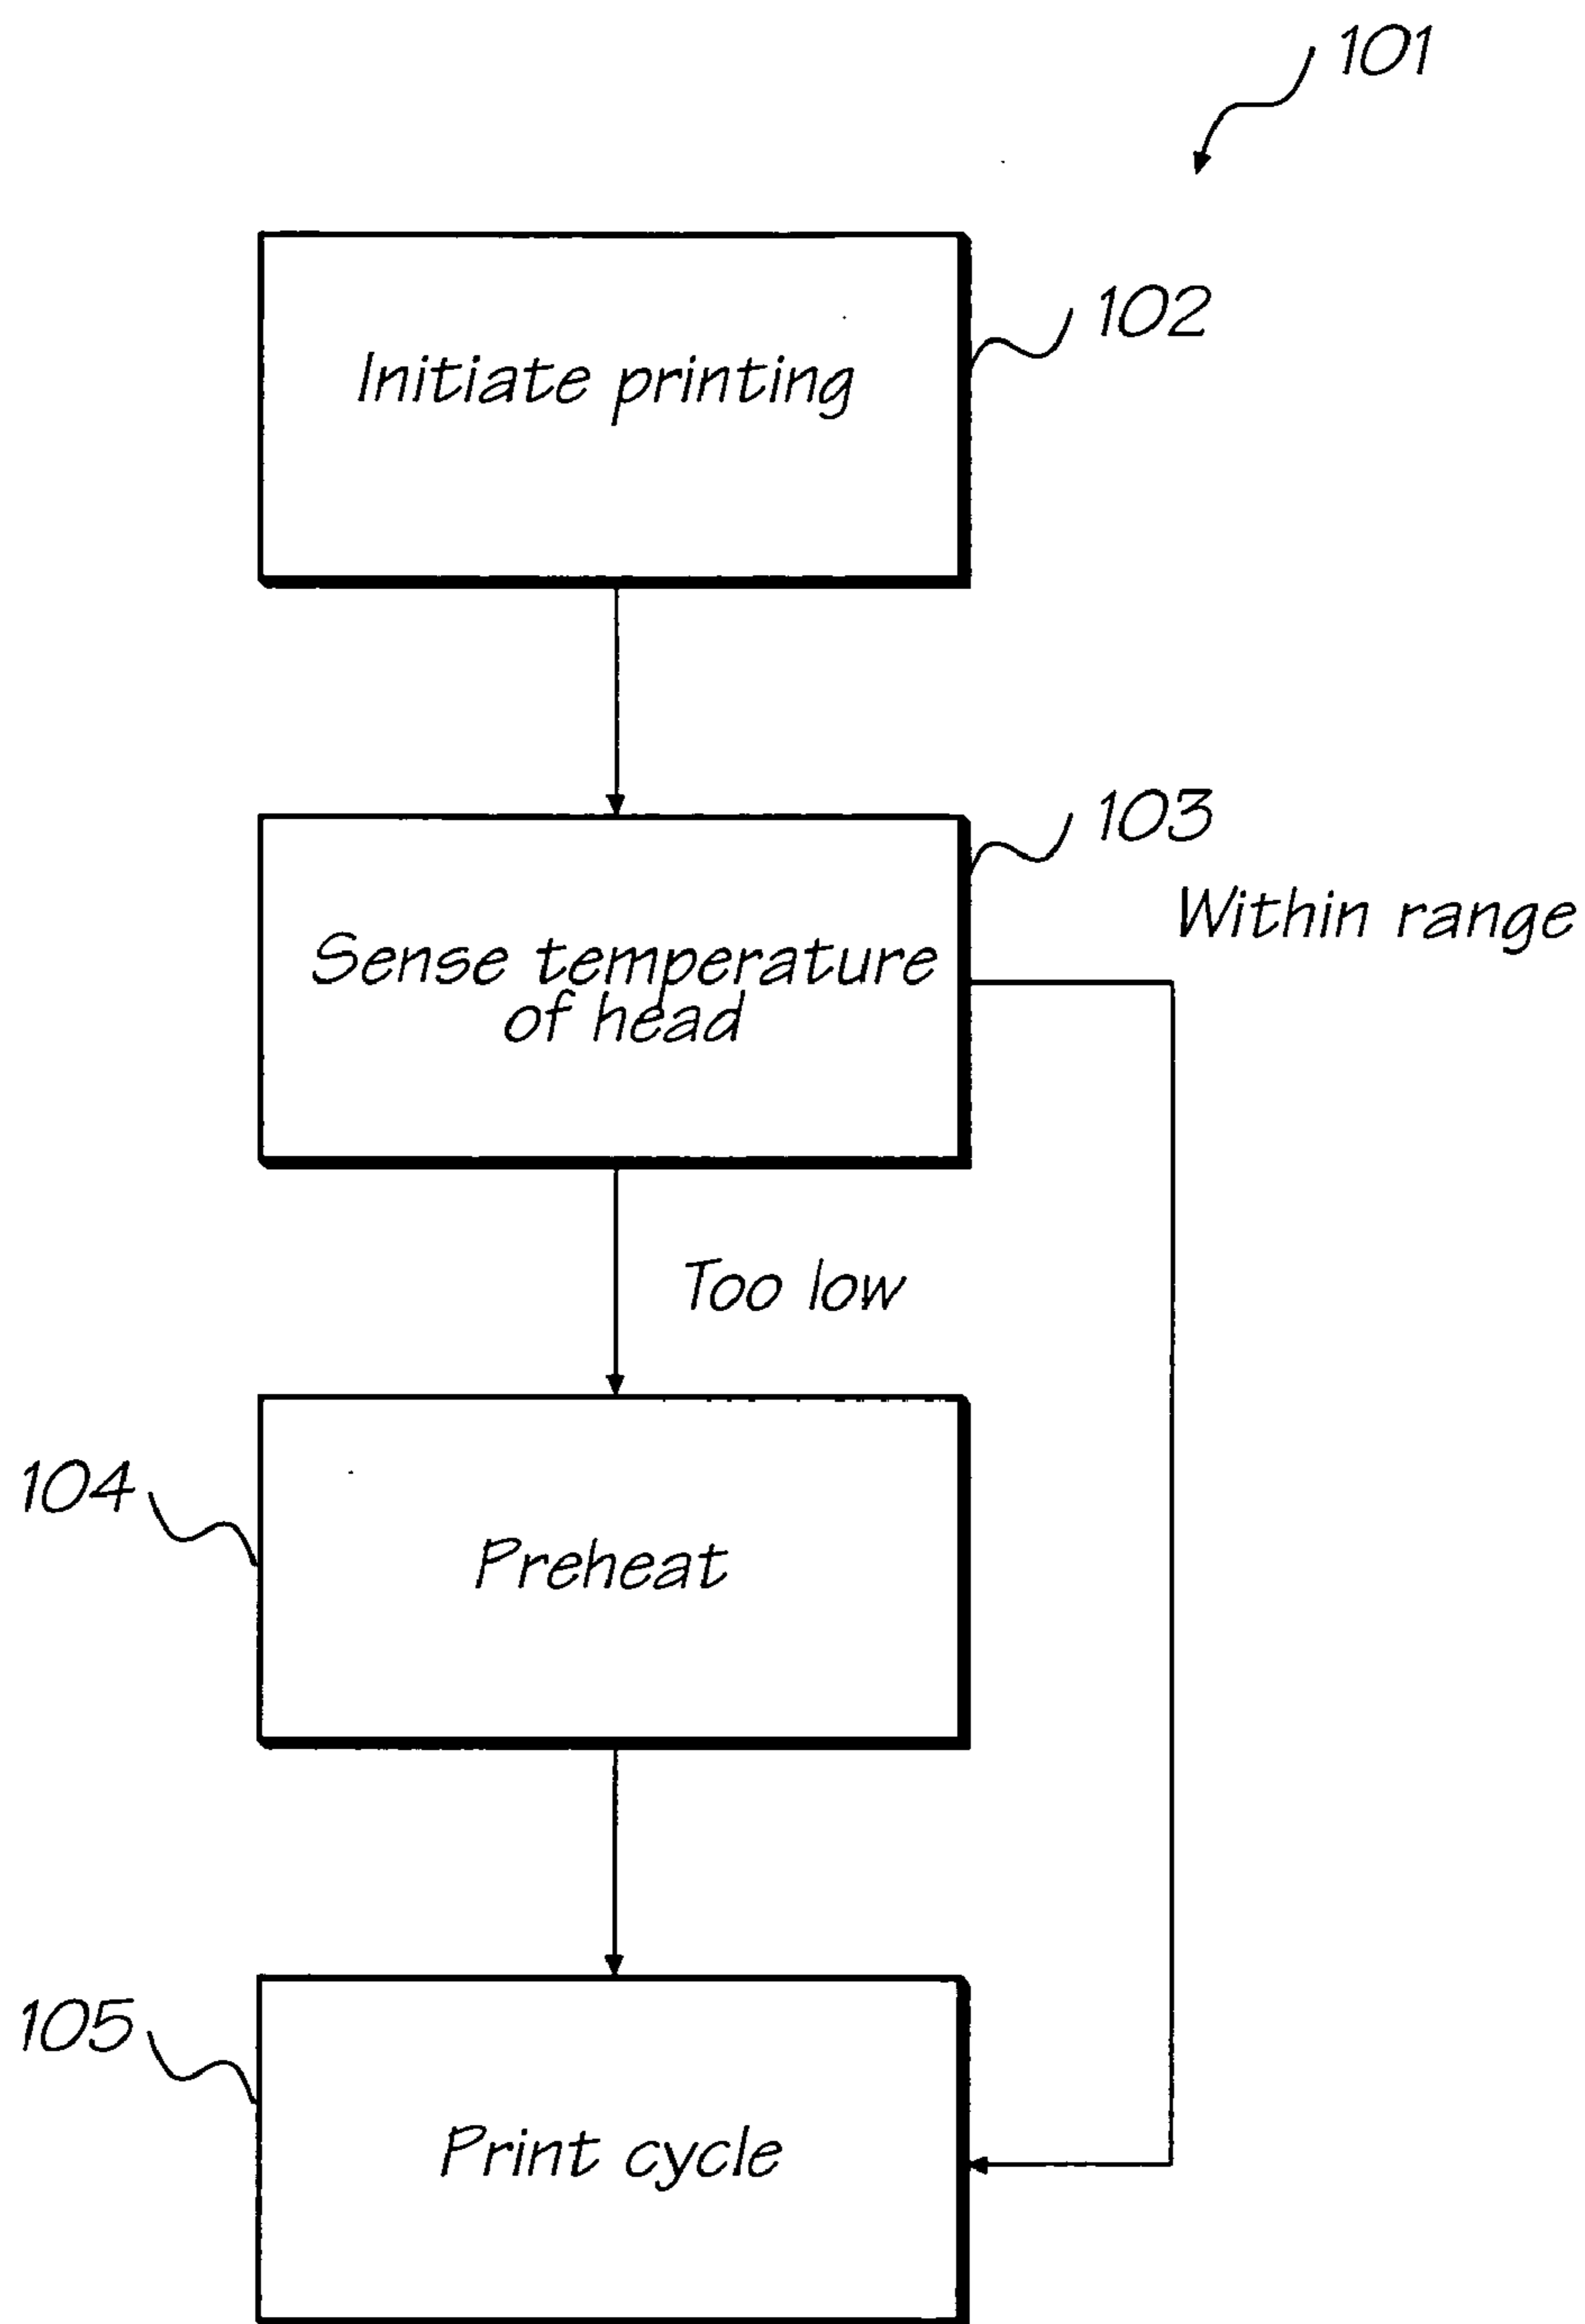 101
Initiate printing
102
103
Within range
Sense temperature
of head
Too low
104
Preheat
105
Print cycle